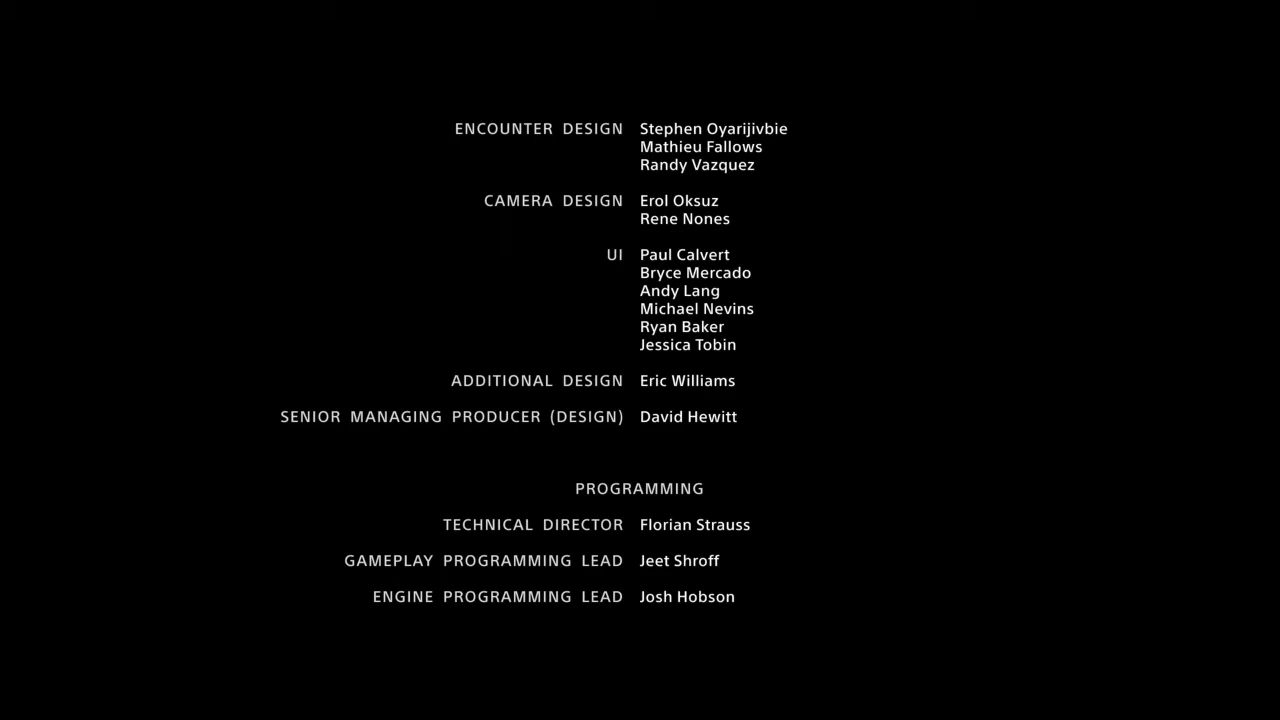 ENCOUNTER DESIGN Stephen Oyarijivbie
Mathieu Fallows
Randy Vazquez
CAMERA DESIGN Erol Oksuz
Rene Nones
UI Paul Calvert
Bryce Mercado
Andy Lang
Michael Nevins
Ryan Baker
Jessica Tobin
ADDITIONAL DESIGN Eric Williams
SENIOR MANAGING PRODUCER (DESIGN) David Hewitt
PROGRAMMING
TECHNICAL DIRECTOR Florian Strauss
GAMEPLAY PROGRAMMING LEAD Jeet Shroff
ENGINE PROGRAMMING LEAD Josh Hobson